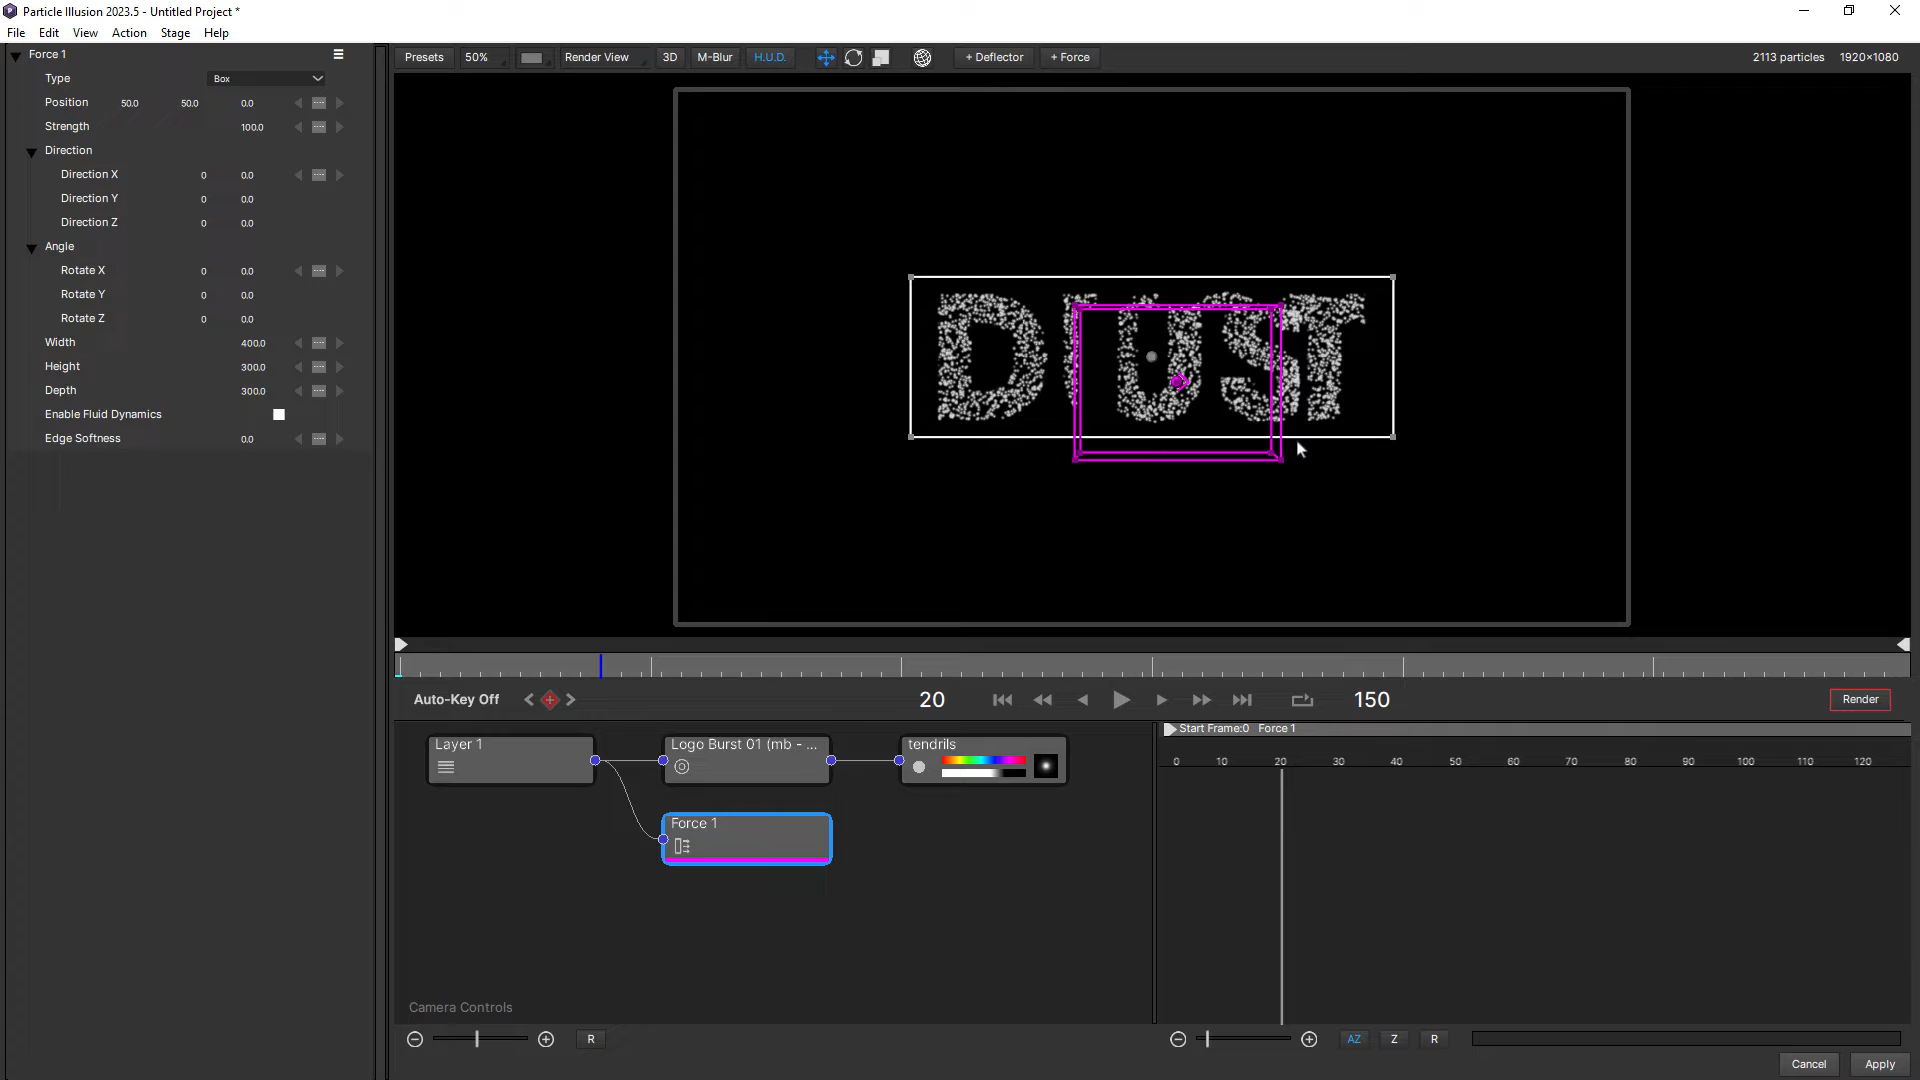 Particle Illusion 2023.5 - Untitled Project *
File Edit View Action Stage Help
Force 1
Type Box
Position 50.0 50.0 0.0
Strength 100.0
Direction
Direction X 0 0.0
Direction Y 0 0.0
Direction Z 0 0.0
Angle
Rotate X 0 0.0
Rotate Y 0 0.0
Rotate Z 0 0.0
Width 400.0
Height 300.0
Depth 300.0
Enable Fluid Dynamics
Edge Softness 0.0
Presets 50% Render View 3D M-Blur H.U.D. + Deflector + Force 2113 particles 1920×1080
DUST
Auto-Key Off 20 150 Render
Layer 1
Logo Burst 01 (mb - ...
tendrils
Force 1
Start Frame:0 Force 1
0 10 20 30 40 50 60 70 80 90 100 110 120
Camera Controls
R
AZ Z R
Cancel Apply